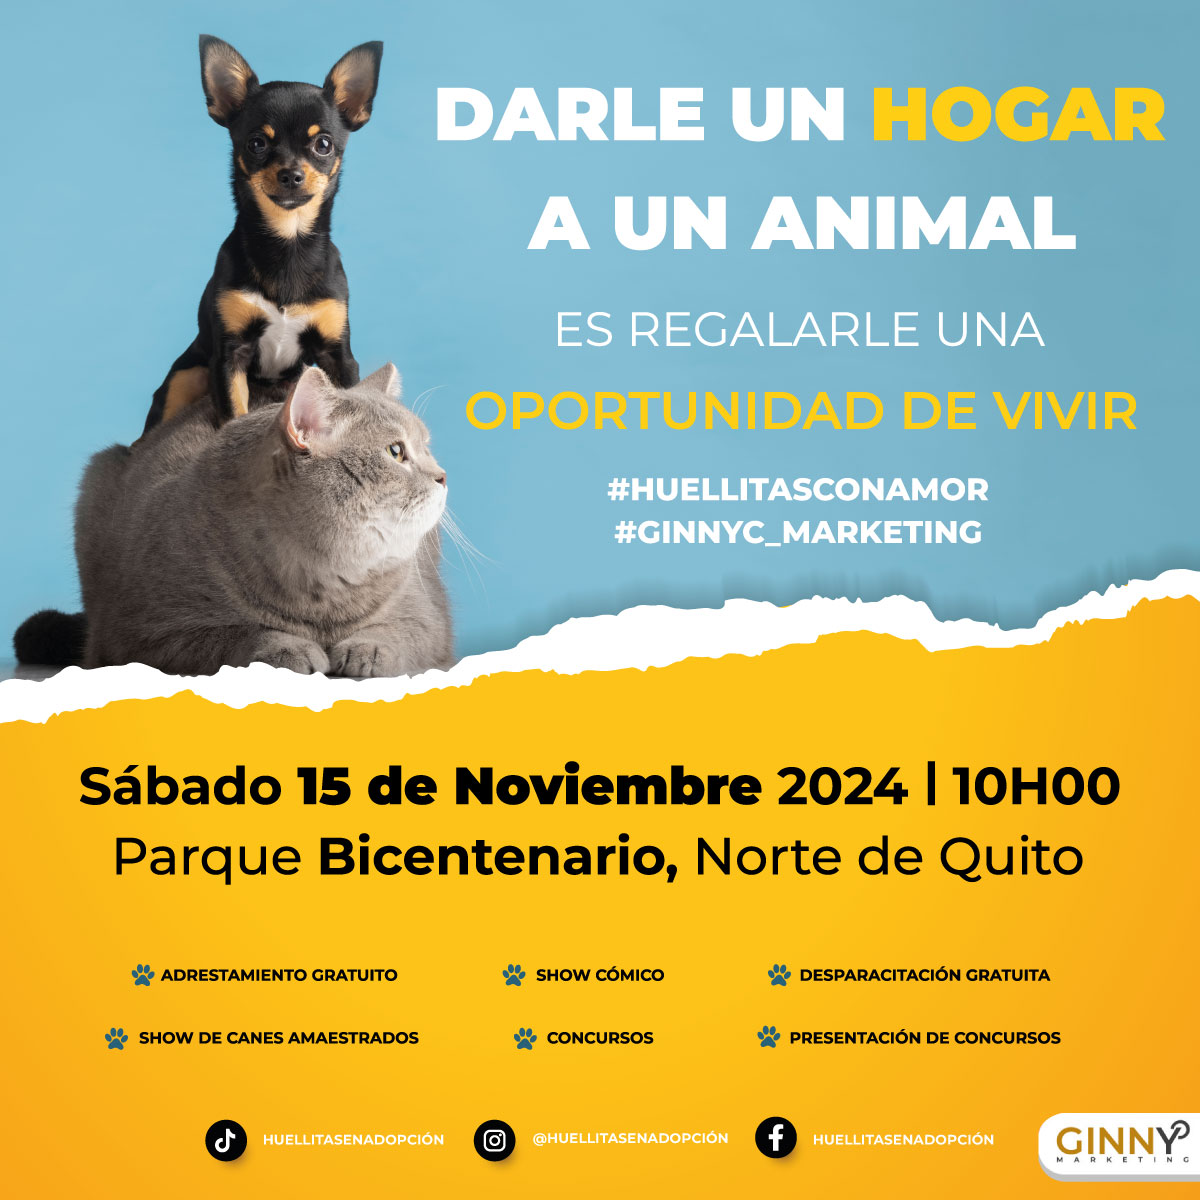 DARLE UN HOGAR
A UN ANIMAL
ES REGALARLE UNA
OPORTUNIDAD DE VIVIR
#HUELLITASCONAMOR
#GINNYC_MARKETING
Sábado 15 de Noviembre 2024 | 10H00
Parque Bicentenario, Norte de Quito
ADRESTAMIENTO GRATUITO
SHOW CÓMICO
DESPARACITACIÓN GRATUITA
SHOW DE CANES AMAESTRADOS
CONCURSOS
PRESENTACIÓN DE CONCURSOS
HUELLITASENADOPCIÓN
@HUELLITASENADOPCIÓN
HUELLITASENADOPCIÓN
GINNY
MARKETING